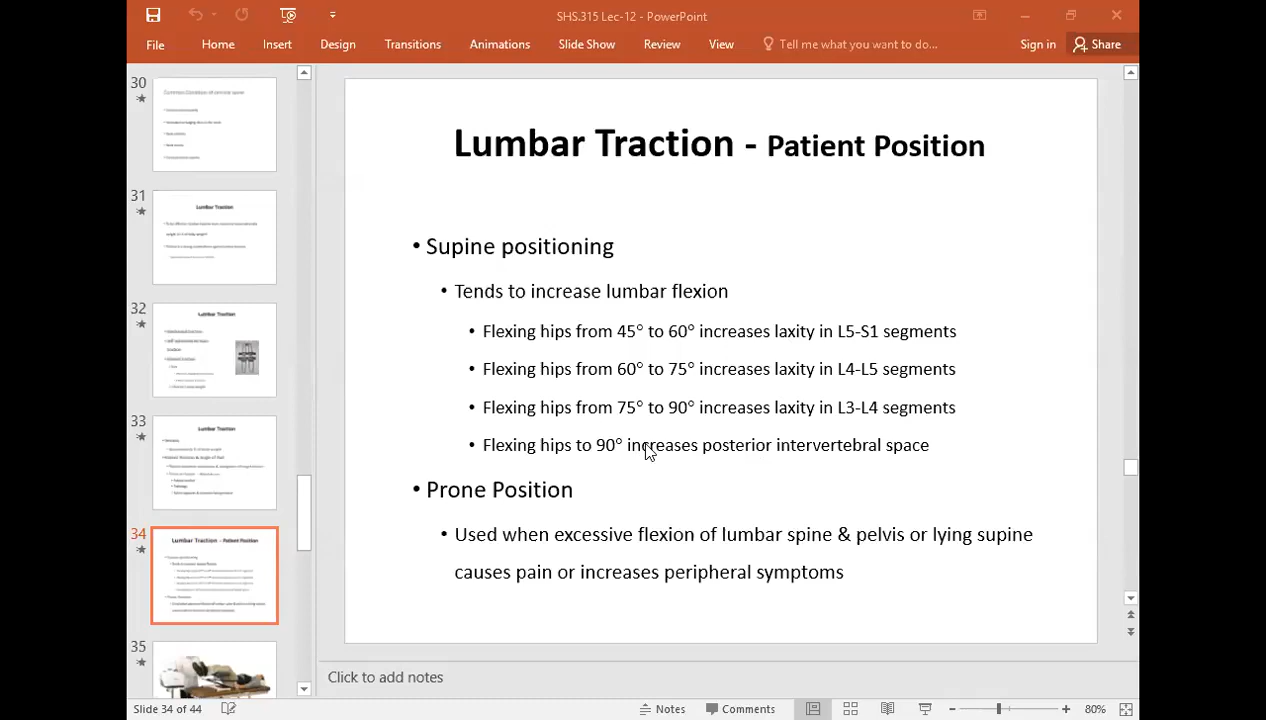 SHS.315 Lec-12 - PowerPoint
File Home Insert Design Transitions Animations Slide Show Review View Tell me what you want to do... Sign in Share
30
Common Condition of cervical spine
31
Lumbar Traction
32
Lumbar Traction
33
Lumbar Traction
34
Lumbar Traction - Patient Position
35
Lumbar Traction - Patient Position
• Supine positioning
• Tends to increase lumbar flexion
• Flexing hips from 45° to 60° increases laxity in L5-S1 segments
• Flexing hips from 60° to 75° increases laxity in L4-L5 segments
• Flexing hips from 75° to 90° increases laxity in L3-L4 segments
• Flexing hips to 90° increases posterior intervertebral space
• Prone Position
• Used when excessive flexion of lumbar spine & pelvis or lying supine
causes pain or increases peripheral symptoms
Click to add notes
Slide 34 of 44 Notes Comments 80%